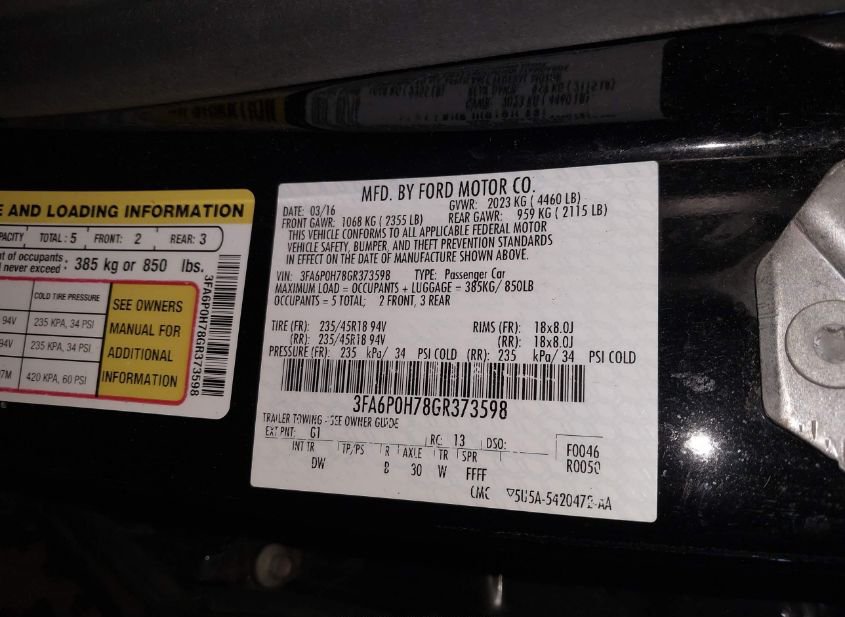 E AND LOADING INFORMATION
PACITY TOTAL: 5 FRONT: 2 REAR: 3
nt of occupants
d never exceed: 385 kg or 850 lbs.
COLD TIRE PRESSURE
94V 235 KPA, 34 PSI
94V 235 KPA, 34 PSI
7M 420 KPA, 60 PSI
SEE OWNERS
MANUAL FOR
ADDITIONAL
INFORMATION
3FA6P0H78GR373598
MFD. BY FORD MOTOR CO.
DATE: 03/16 GVWR: 2023 KG ( 4460 LB)
FRONT GAWR: 1068 KG ( 2355 LB) REAR GAWR: 959 KG ( 2115 LB)
THIS VEHICLE CONFORMS TO ALL APPLICABLE FEDERAL MOTOR
VEHICLE SAFETY, BUMPER, AND THEFT PREVENTION STANDARDS
IN EFFECT ON THE DATE OF MANUFACTURE SHOWN ABOVE.
VIN: 3FA6P0H78GR373598 TYPE: Passenger Car
MAXIMUM LOAD = OCCUPANTS + LUGGAGE = 385KG/ 850LB
OCCUPANTS = 5 TOTAL; 2 FRONT, 3 REAR
TIRE (FR): 235/45R18 94V RIMS (FR): 18x8.0J
(RR): 235/45R18 94V (RR): 18x8.0J
PRESSURE (FR): 235 kPa/ 34 PSI COLD (RR): 235 kPa/ 34 PSI COLD
3FA6P0H78GR373598
TRAILER TOWING - SEE OWNER GUIDE
EXT PNT: G1 RC: 13 DSO: F0046
INT TR TP/PS R AXLE TR SPR R0050
DW B 30 W FFFF
CMC 5U5A-5420472-AA